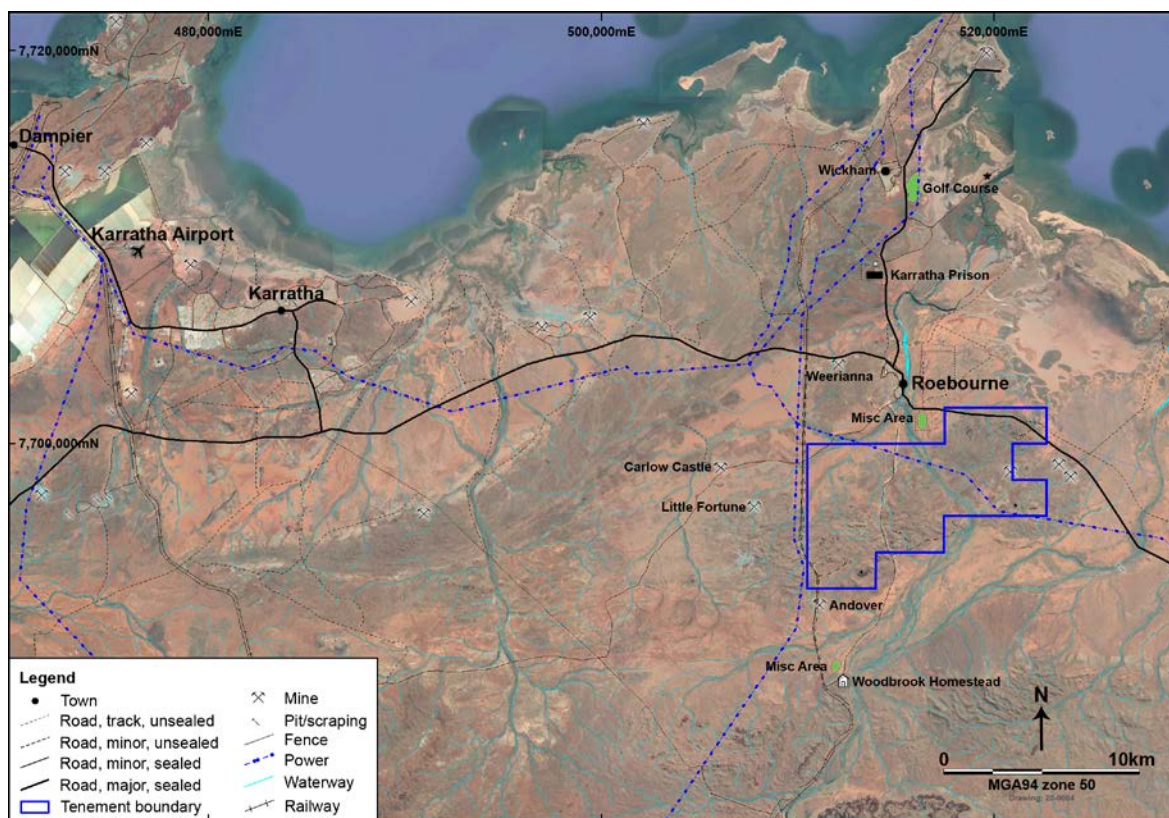 480,000mE
500,000mE
520,000mE
7,720,000mN
Dampier
Wickham
Golf Course
Karratha Airport
Karratha Prison
Karratha
Weerianna
Roebourne
Misc Area
7,700,000mN
Carlow Castle
Little Fortune
Andover
Misc Area
Woodbrook Homestead
Legend
Town
Road, track, unsealed
Road, minor, unsealed
Road, minor, sealed
Road, major, sealed
Tenement boundary
Mine
Pit/scraping
Fence
Power
Waterway
Railway
N
0
10km
MGA94 zone 50